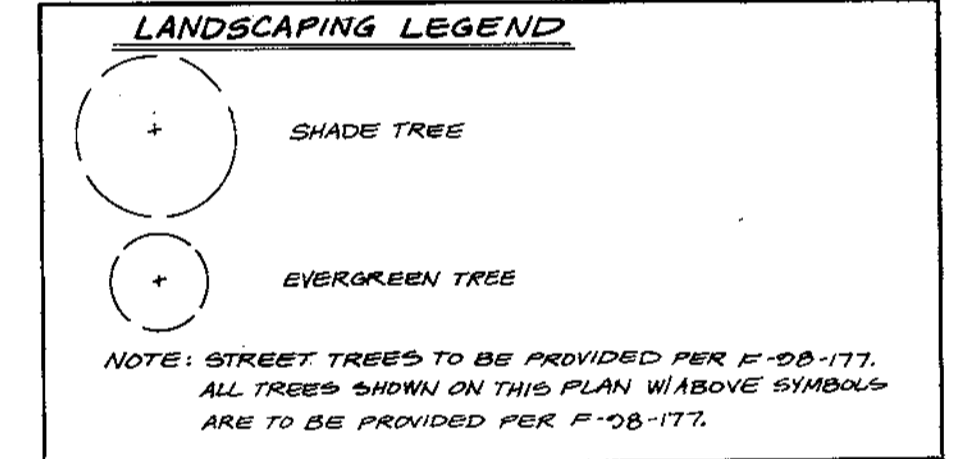 LANDSCAPING LEGEND
SHADE TREE
EVERGREEN TREE
NOTE: STREET TREES TO BE PROVIDED PER F-98-177.
ALL TREES SHOWN ON THIS PLAN W/ABOVE SYMBOLS
ARE TO BE PROVIDED PER F-98-177.